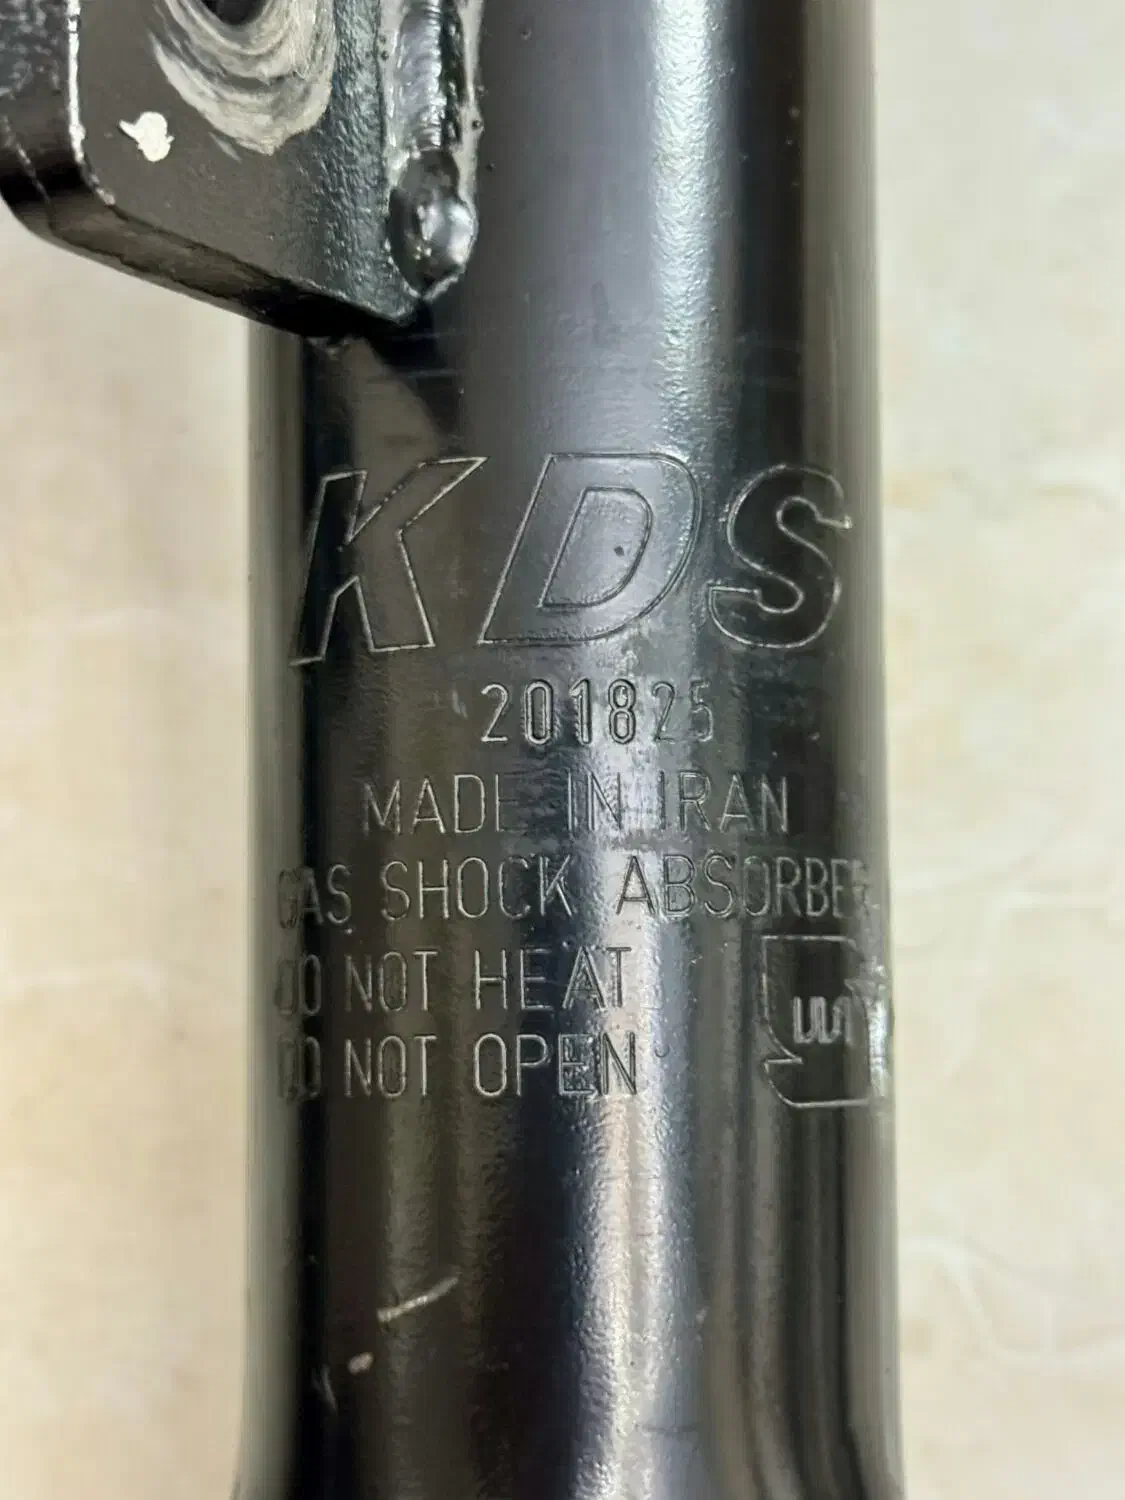 KDS
201825
MADE IN IRAN
GAS SHOCK ABSORBER
DO NOT HEAT
DO NOT OPEN